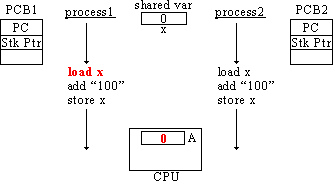 PCB1
PC
Stk Ptr
process1
shared var
0
x
process2
PCB2
PC
Stk Ptr
load x
add “100”
store x
load x
add “100”
store x
0
A
CPU